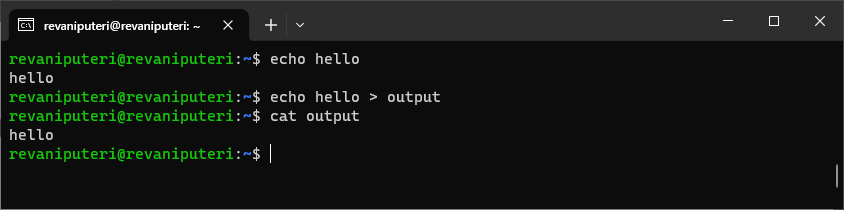 revaniputeri@revaniputeri: ~
revaniputeri@revaniputeri:~$ echo hello
hello
revaniputeri@revaniputeri:~$ echo hello > output
revaniputeri@revaniputeri:~$ cat output
hello
revaniputeri@revaniputeri:~$